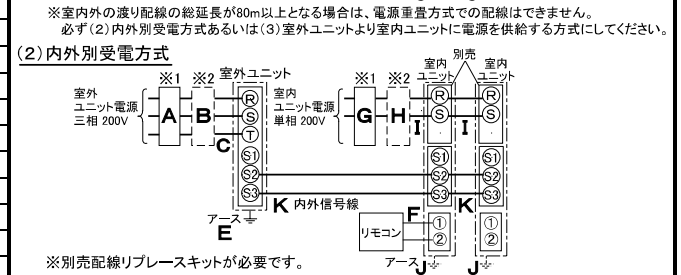 ※室内外の渡り配線の総延長が80m以上となる場合は、電源重畳方式での配線はできません。
必ず(2)内外別受電方式あるいは(3)室外ユニットより室内ユニットに電源を供給する方式にしてください。
(2)内外別受電方式
※1 ※2 室外ユニット ※1 ※2 室内ユニット 別売 室内ユニット
室外
ユニット電源
三相 200V
A B C
R
S
T
S1
S2
S3
室内
ユニット電源
単相 200V
G H I I
R
S
S1
S2
S3
R
S
S1
S2
S3
K 内外信号線 K
アース
E
リモコン
F
①
②
①
②
アース J J
※別売配線リプレースキットが必要です。